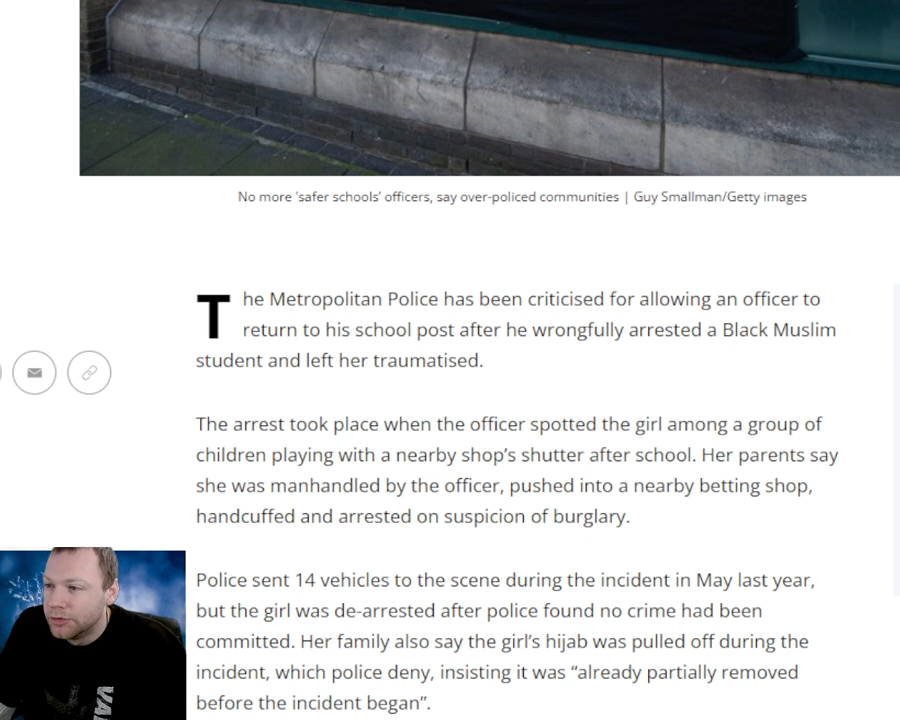 No more 'safer schools' officers, say over-policed communities | Guy Smallman/Getty images
The Metropolitan Police has been criticised for allowing an officer to
return to his school post after he wrongfully arrested a Black Muslim
student and left her traumatised.
The arrest took place when the officer spotted the girl among a group of
children playing with a nearby shop’s shutter after school. Her parents say
she was manhandled by the officer, pushed into a nearby betting shop,
handcuffed and arrested on suspicion of burglary.
Police sent 14 vehicles to the scene during the incident in May last year,
but the girl was de-arrested after police found no crime had been
committed. Her family also say the girl’s hijab was pulled off during the
incident, which police deny, insisting it was “already partially removed
before the incident began”.
VA